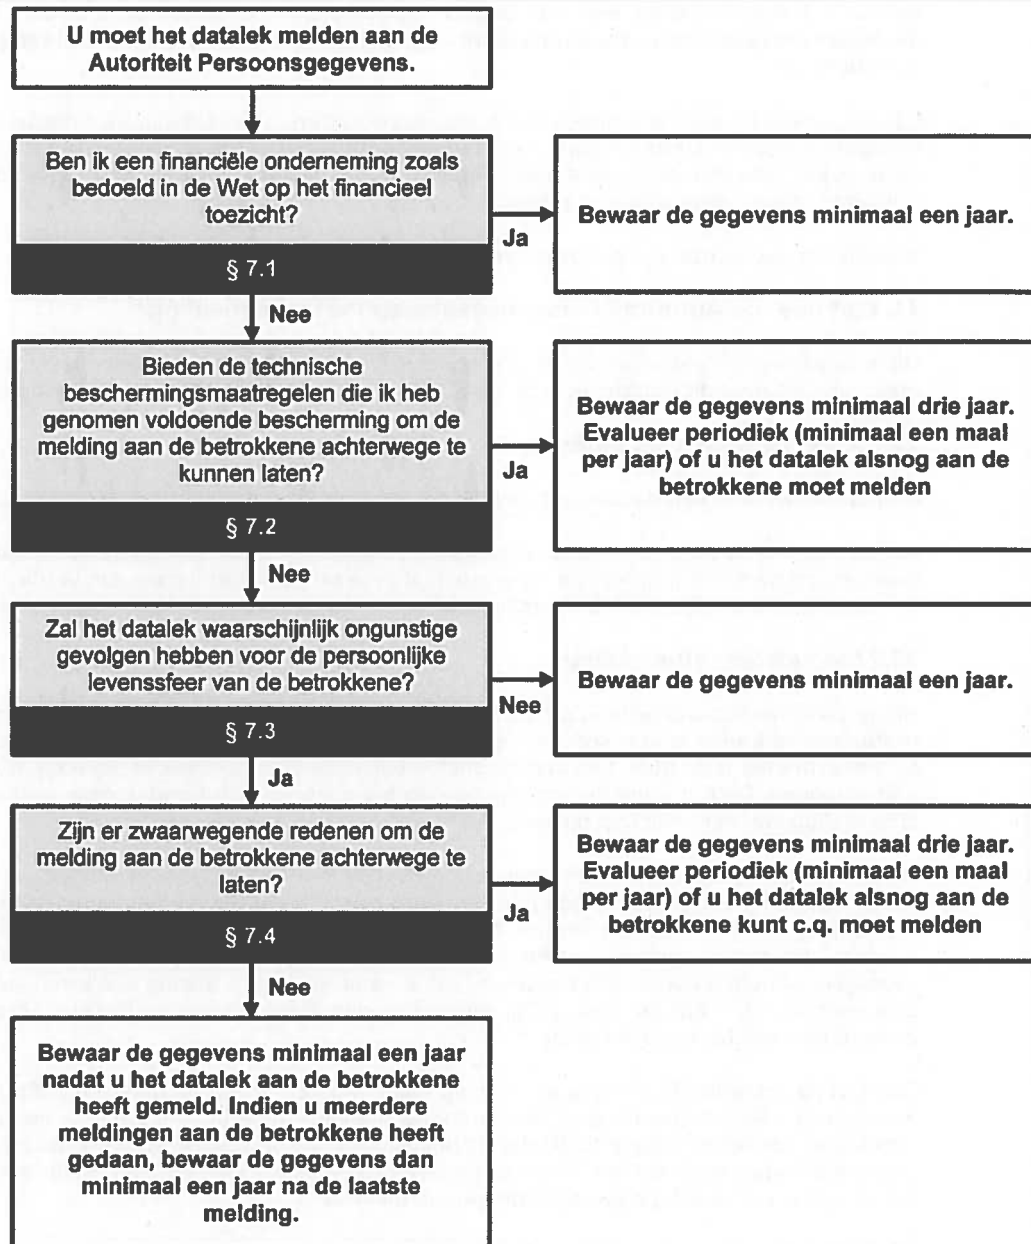 U moet het datalek melden aan de
Autoriteit Persoonsgegevens.
Ben ik een financiële onderneming zoals
bedoeld in de Wet op het financieel
toezicht?
§ 7.1
Ja
Bewaar de gegevens minimaal een jaar.
Nee
Bieden de technische
beschermingsmaatregelen die ik heb
genomen voldoende bescherming om de
melding aan de betrokkene achterwege te
kunnen laten?
§ 7.2
Ja
Bewaar de gegevens minimaal drie jaar.
Evalueer periodiek (minimaal een maal
per jaar) of u het datalek alsnog aan de
betrokkene moet melden
Nee
Zal het datalek waarschijnlijk ongunstige
gevolgen hebben voor de persoonlijke
levenssfeer van de betrokkene?
§ 7.3
Nee
Bewaar de gegevens minimaal een jaar.
Ja
Zijn er zwaarwegende redenen om de
melding aan de betrokkene achterwege te
laten?
§ 7.4
Ja
Bewaar de gegevens minimaal drie jaar.
Evalueer periodiek (minimaal een maal
per jaar) of u het datalek alsnog aan de
betrokkene kunt c.q. moet melden
Nee
Bewaar de gegevens minimaal een jaar
nadat u het datalek aan de betrokkene
heeft gemeld. Indien u meerdere
meldingen aan de betrokkene heeft
gedaan, bewaar de gegevens dan
minimaal een jaar na de laatste
melding.